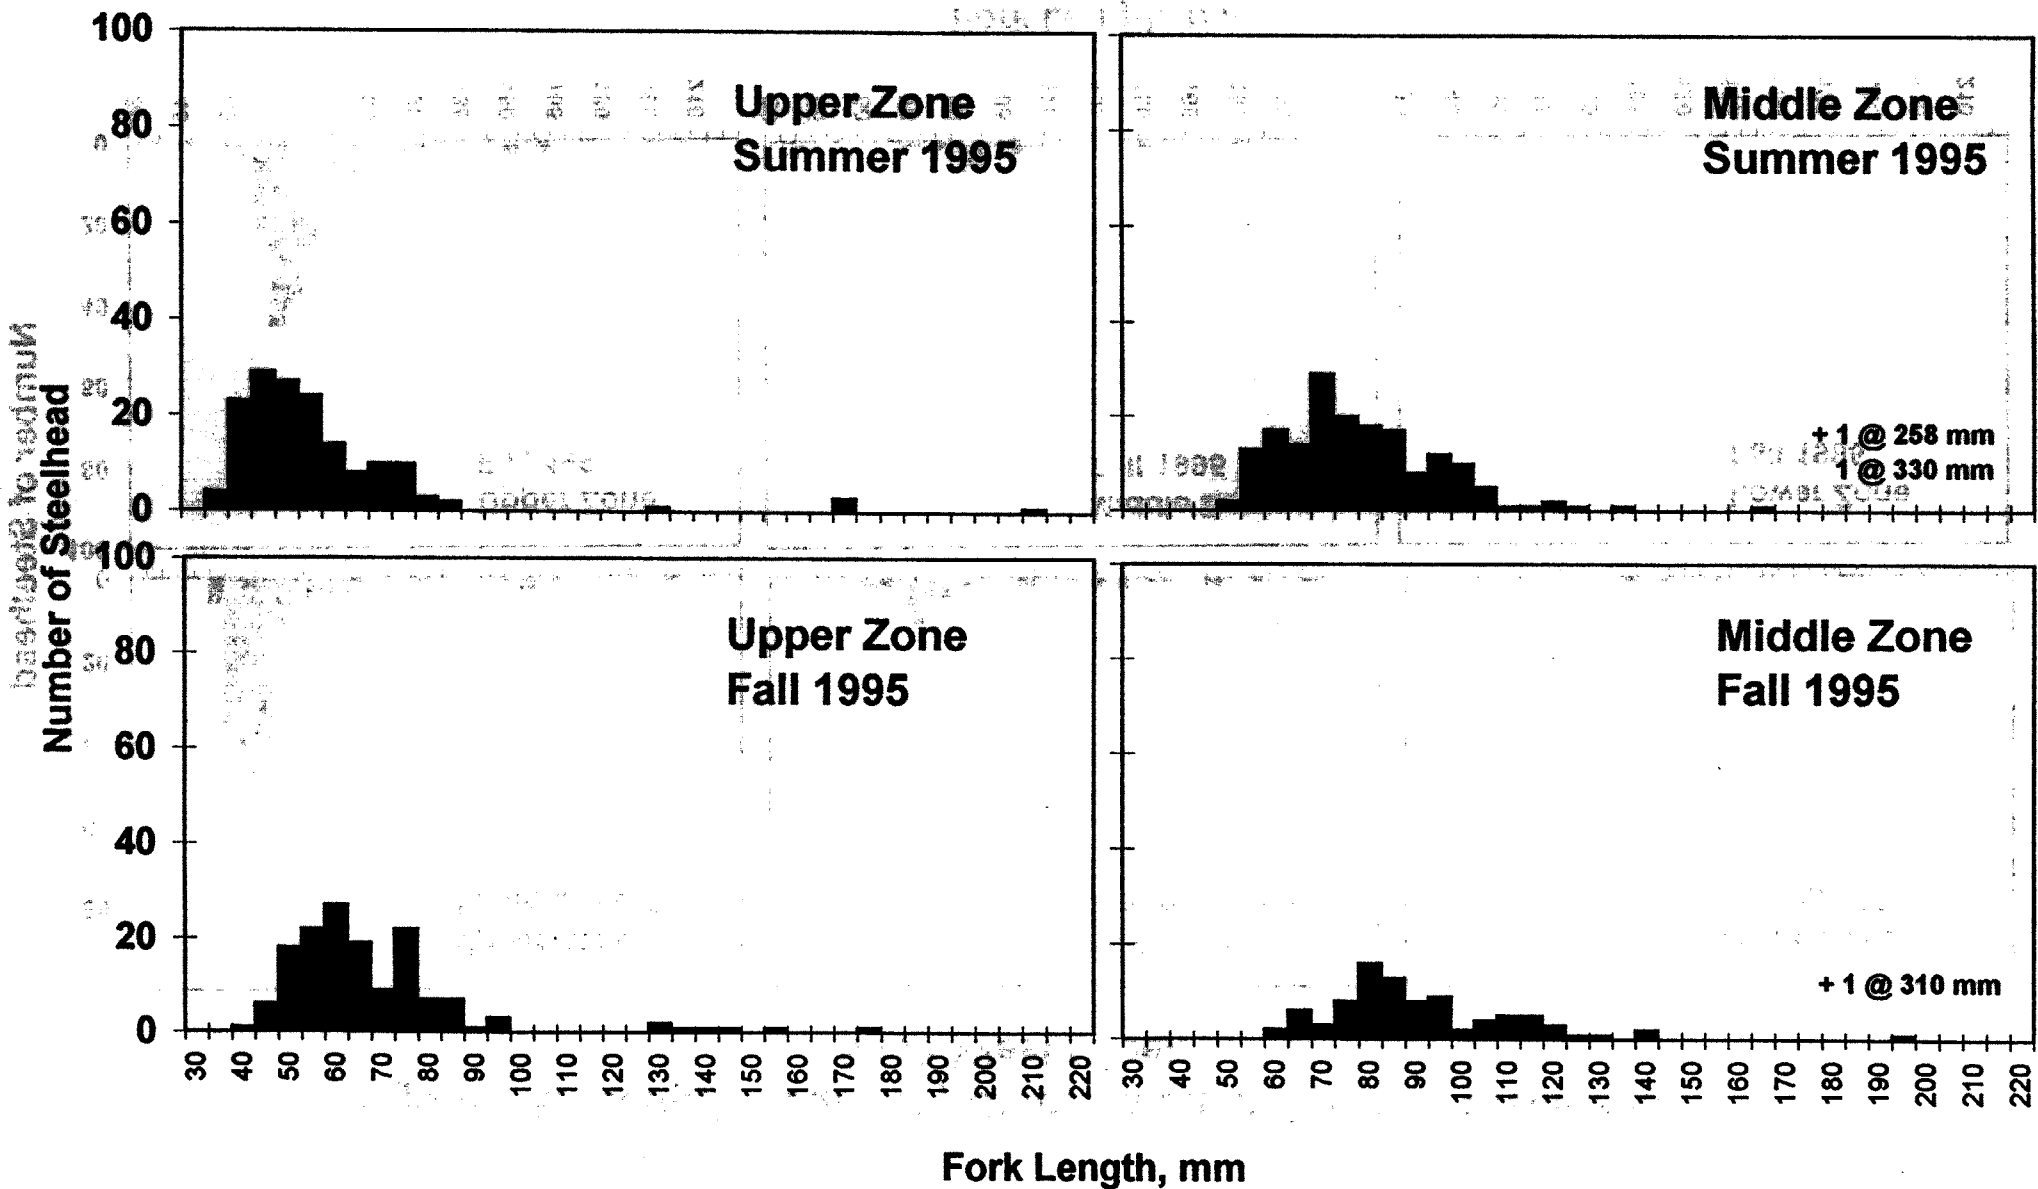 100
80
60
40
20
0
Upper Zone
Summer 1995
Middle Zone
Summer 1995
+ 1 @ 258 mm
1 @ 330 mm
Number of Steelhead
100
80
60
40
20
0
Upper Zone
Fall 1995
Middle Zone
Fall 1995
+ 1 @ 310 mm
30 40 50 60 70 80 90 100 110 120 130 140 150 160 170 180 190 200 210 220
30 40 50 60 70 80 90 100 110 120 130 140 150 160 170 180 190 200 210 220
Fork Length, mm